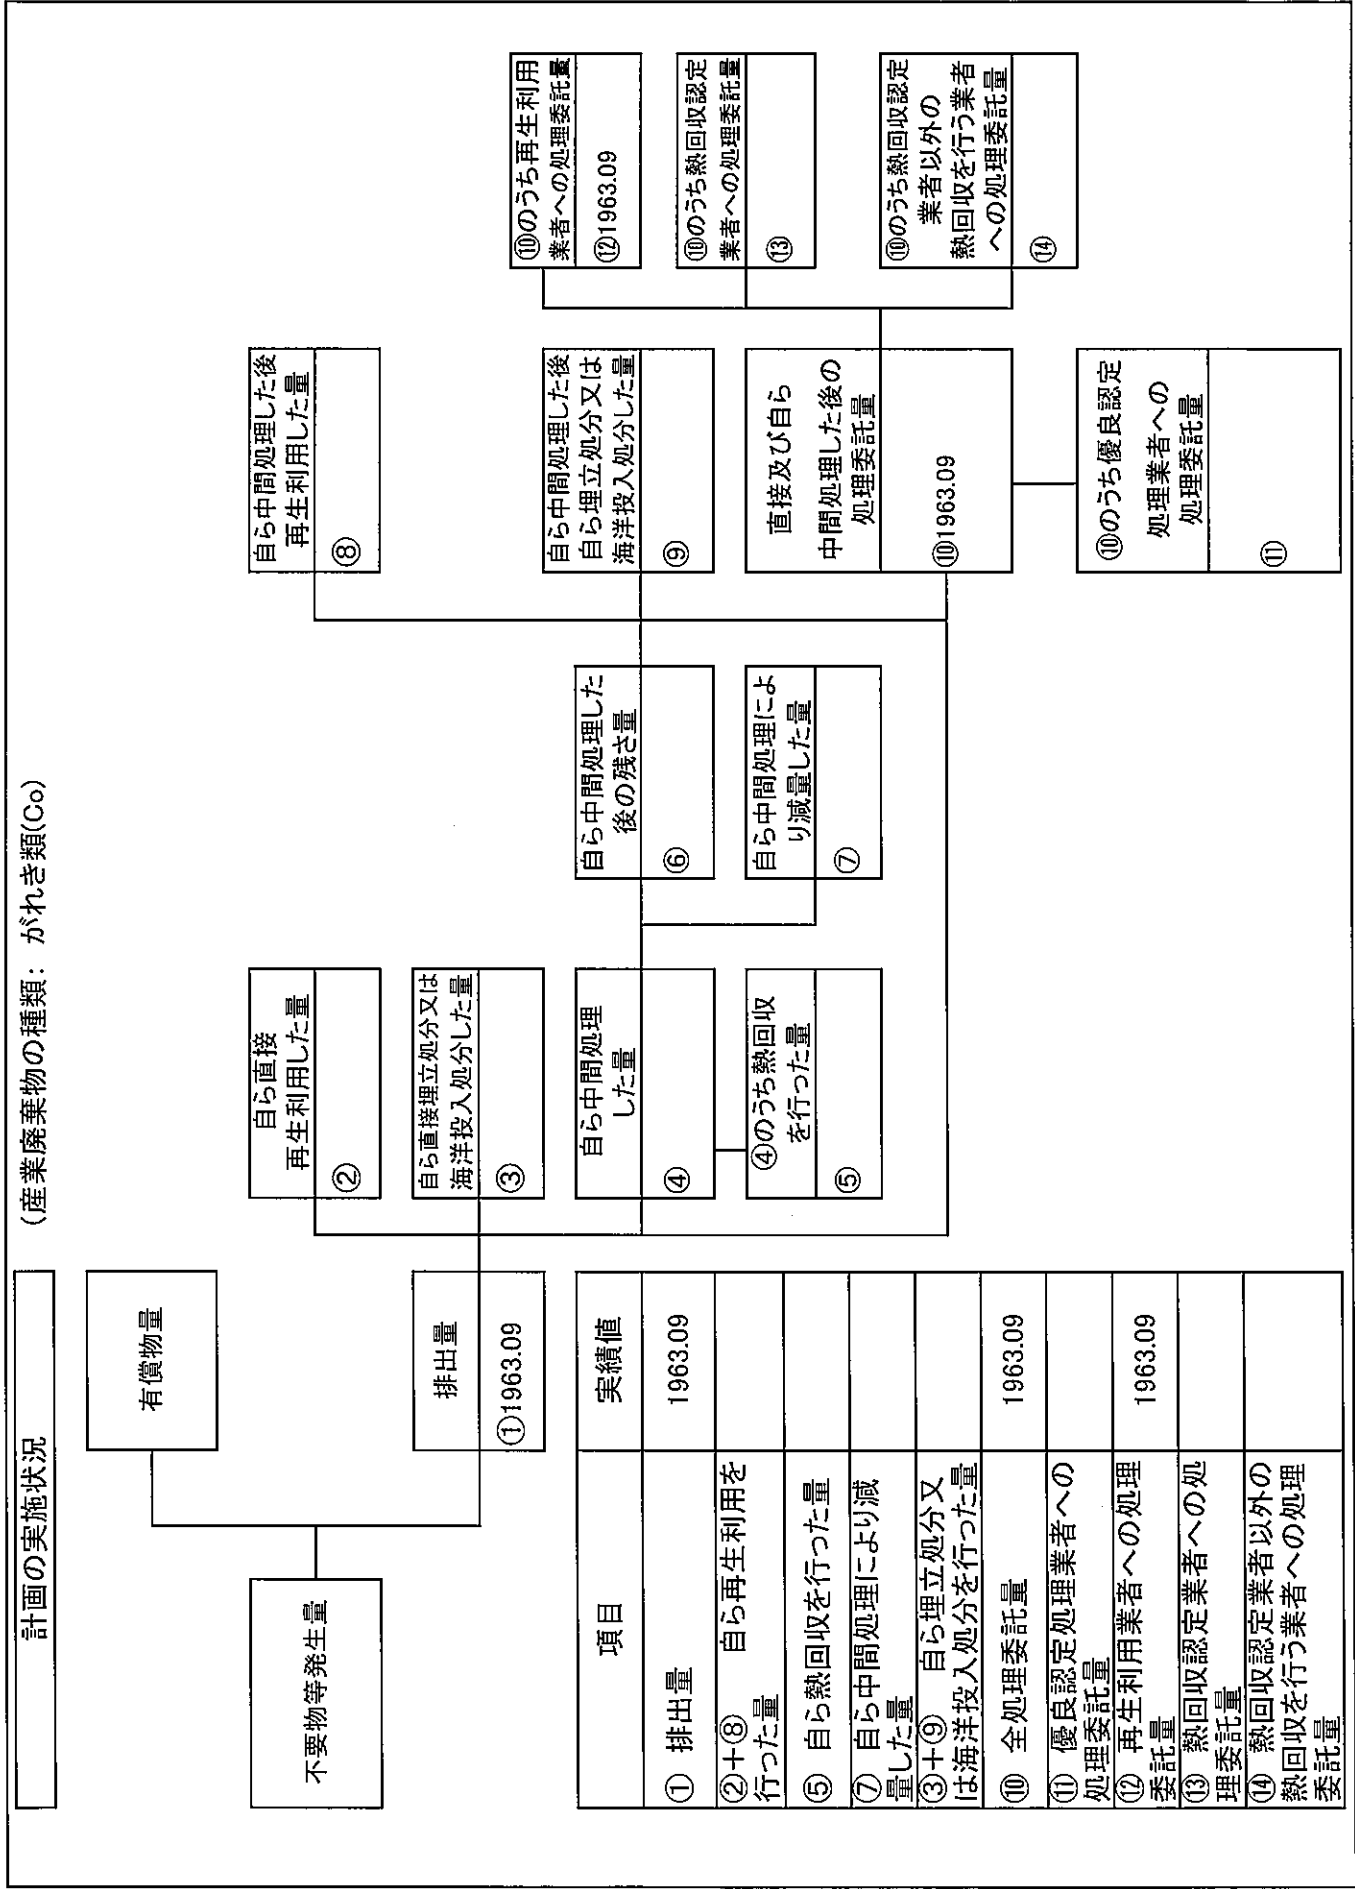 計画の実施状況
(産業廃棄物の種類: がれき類(Co)
有償物量
不要物等発生量
排出量
①1963.09
自ら直接
再生利用した量
②
自ら直接埋立処分又は
海洋投入処分した量
③
自ら中間処理
した量
④
④のうち熱回収
を行った量
⑤
自ら中間処理した
後の残さ量
⑥
自ら中間処理によ
り減量した量
⑦
自ら中間処理した後
再生利用した量
⑧
自ら中間処理した後
自ら埋立処分又は
海洋投入処分した量
⑨
直接及び自ら
中間処理した後の
処理委託量
⑩1963.09
⑩のうち優良認定
処理業者への
処理委託量
⑪
⑩のうち再生利用
業者への処理委託量
⑫1963.09
⑩のうち熱回収認定
業者への処理委託量
⑬
⑩のうち熱回収認定
業者以外の
熱回収を行う業者
への処理委託量
⑭
項目 実績値
① 排出量 1963.09
②+⑧ 自ら再生利用を
行った量
⑤ 自ら熱回収を行った量
⑦ 自ら中間処理により減
量した量
③+⑨ 自ら埋立処分又
は海洋投入処分を行った量
⑩ 全処理委託量 1963.09
⑪ 優良認定処理業者への
処理委託量
⑫ 再生利用業者への処理
委託量 1963.09
⑬ 熱回収認定業者への処
理委託量
⑭ 熱回収認定業者以外の
熱回収を行う業者への処理
委託量